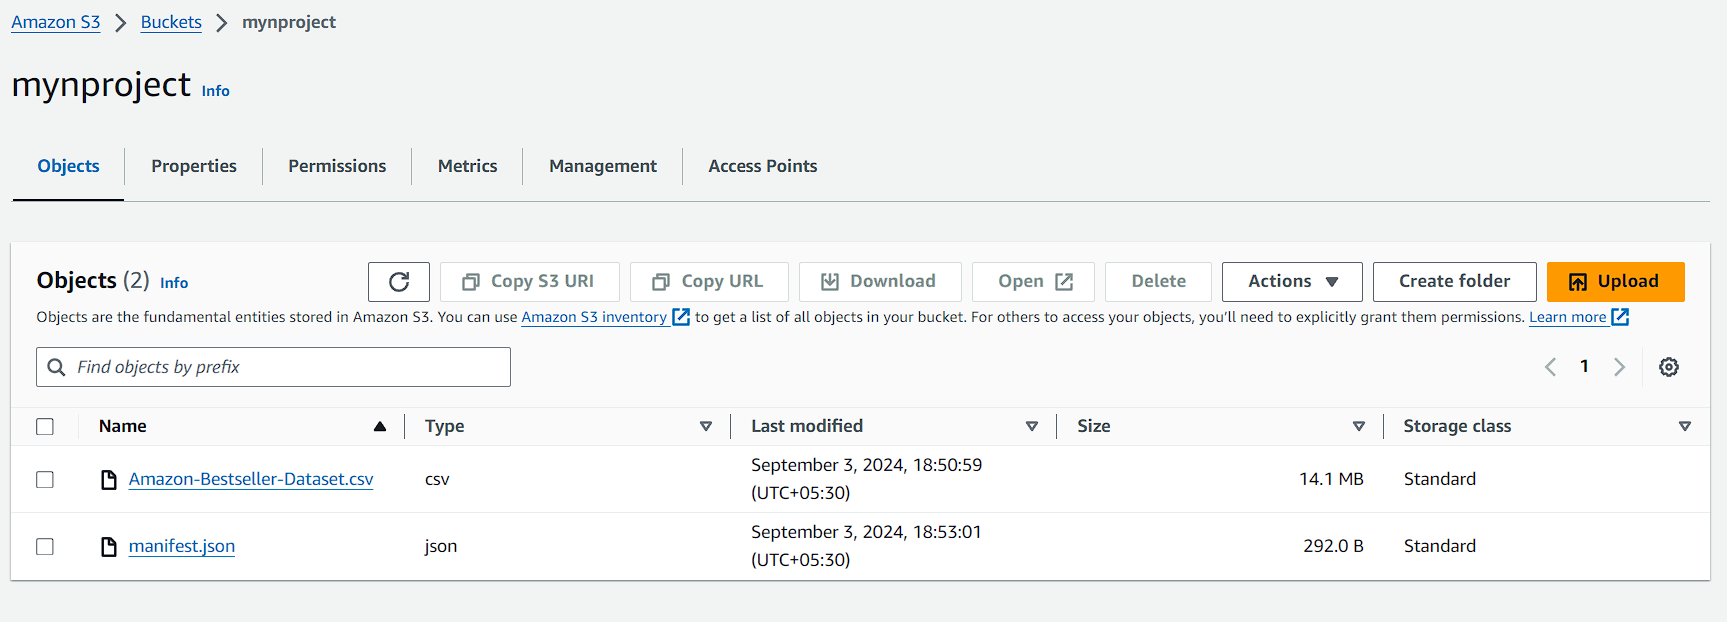 Amazon S3 > Buckets > mynproject
mynproject Info
Objects Properties Permissions Metrics Management Access Points
Objects (2) Info Copy S3 URI Copy URL Download Open Delete Actions Create folder Upload
Objects are the fundamental entities stored in Amazon S3. You can use Amazon S3 inventory to get a list of all objects in your bucket. For others to access your objects, you'll need to explicitly grant them permissions. Learn more
Find objects by prefix 1
Name Type Last modified Size Storage class
Amazon-Bestseller-Dataset.csv csv September 3, 2024, 18:50:59 (UTC+05:30) 14.1 MB Standard
manifest.json json September 3, 2024, 18:53:01 (UTC+05:30) 292.0 B Standard